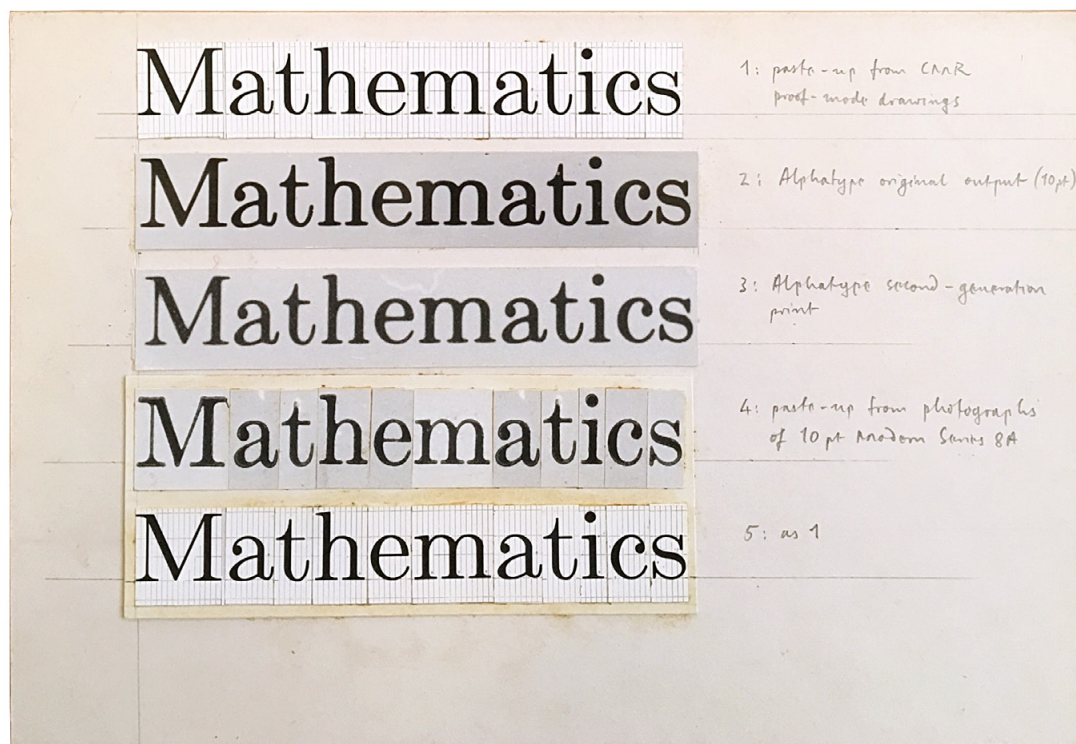 Mathematics
1: paste-up from CMR
proof-mode drawings
Mathematics
2: Alphatype original output (10pt)
Mathematics
3: Alphatype second-generation
print
Mathematics
4: paste-up from photographs
of 10 pt Modern Series 8A
Mathematics
5: as 1